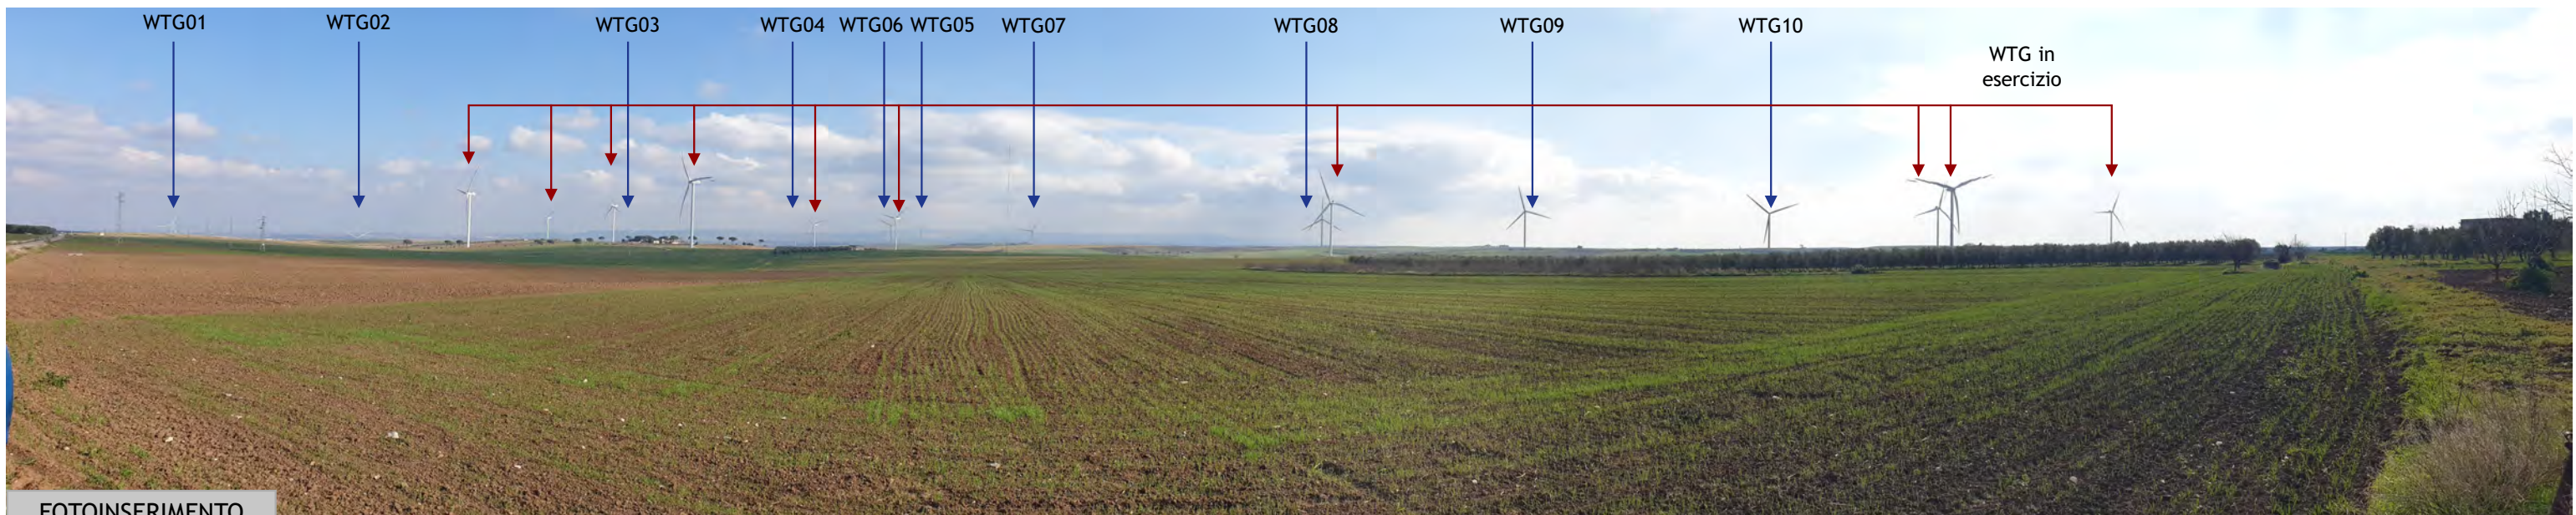 WTG01 WTG02 WTG03 WTG04 WTG06 WTG05 WTG07 WTG08 WTG09 WTG10
WTG in
esercizio
FOTOINSERIMENTO